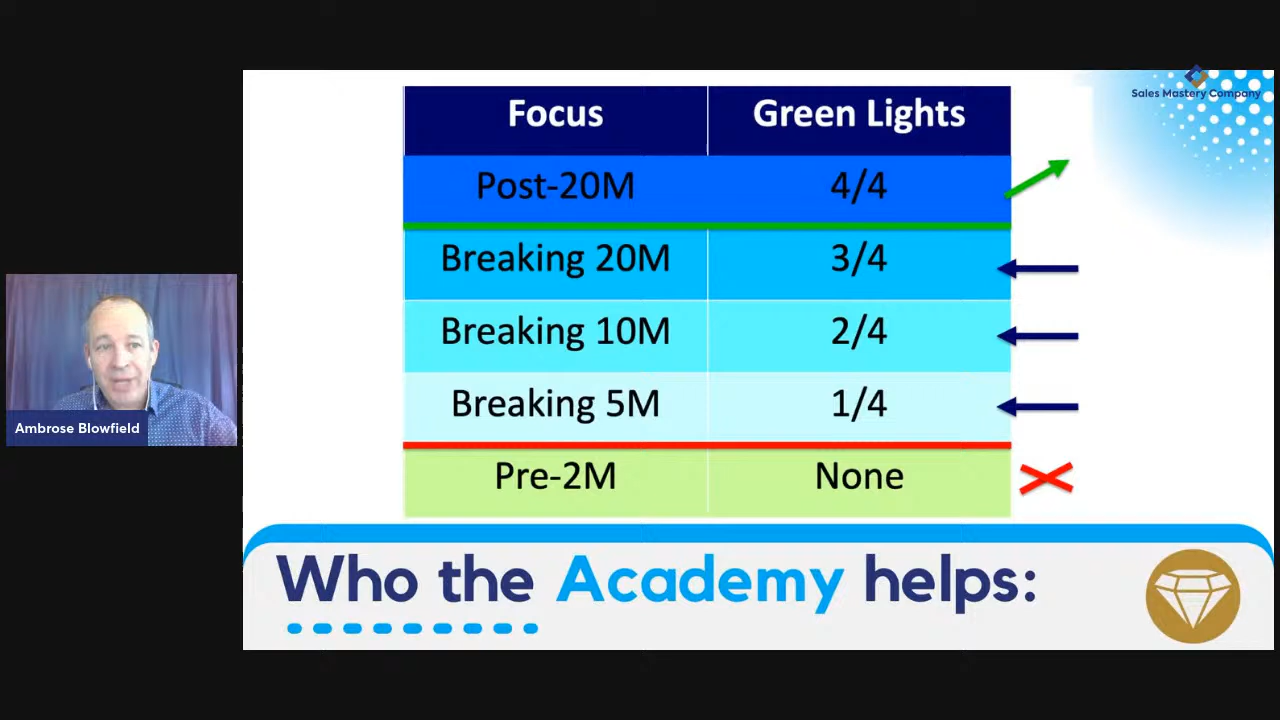 Sales Mastery Company
Focus Green Lights
Post-20M 4/4
Breaking 20M 3/4
Breaking 10M 2/4
Breaking 5M 1/4
Pre-2M None
Ambrose Blowfield
Who the Academy helps: